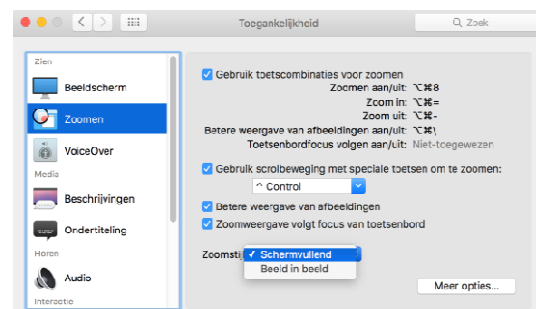 Toegankelijkheid
Zoek
Zien
Beeldscherm
Zoomen
VoiceOver
Media
Beschrijvingen
Ondertiteling
Horen
Audio
Interactie
Gebruik toetscombinaties voor zoomen
Zoomen aan/uit: ⌥⌘8
Zoom in: ⌥⌘=
Zoom uit: ⌥⌘-
Betere weergave van afbeeldingen aan/uit: ⌥⌘\
Toetsenbordfocus volgen aan/uit: Niet-toegewezen
Gebruik scrolbeweging met speciale toetsen om te zoomen:
^ Control
Betere weergave van afbeeldingen
Zoomweergave volgt focus van toetsenbord
Zoomstijl ✓ Schermvullend
Beeld in beeld
Meer opties...